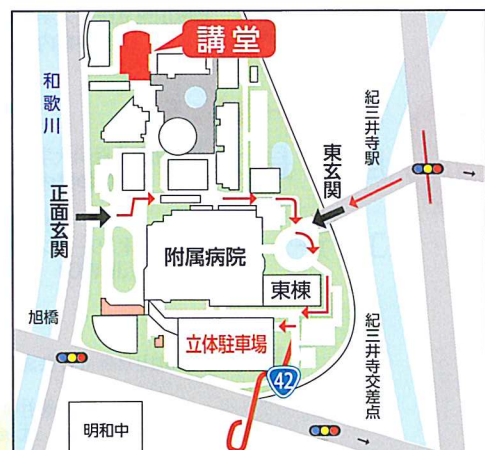 講堂
和歌川
紀三井寺駅
東玄関
正面玄関
附属病院
東棟
旭橋
立体駐車場
42
紀三井寺交差点
明和中